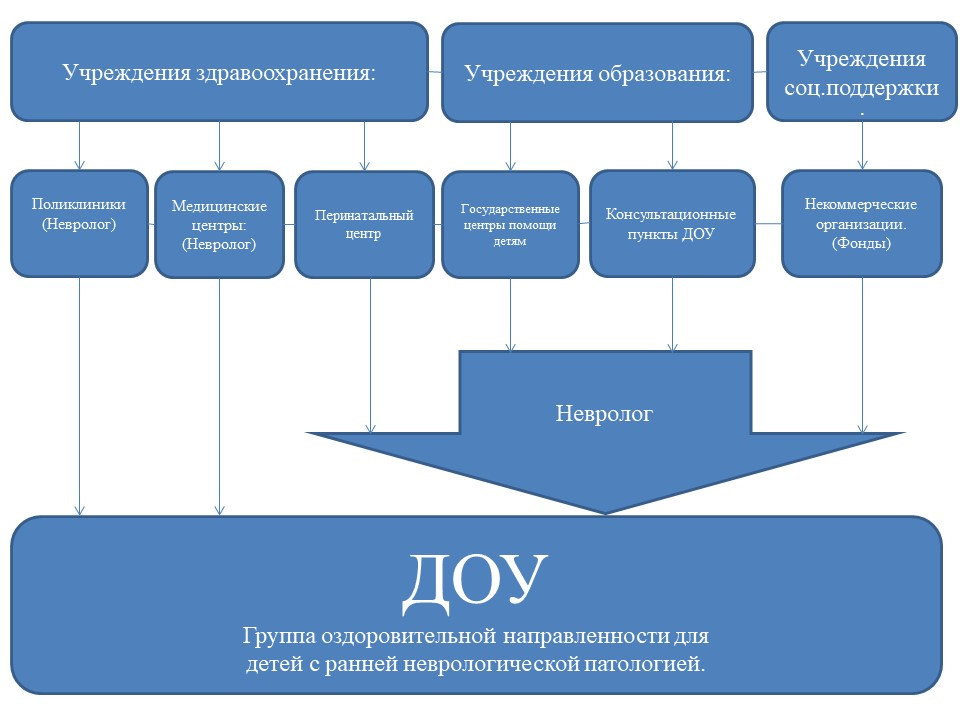 Учреждения здравоохранения:
Учреждения образования:
Учреждения
соц.поддержки
.
Поликлиники
(Невролог)
Медицинские
центры:
(Невролог)
Перинатальный
центр
Государственные
центры помощи
детям
Консультационные
пункты ДОУ
Некоммерческие
организации.
(Фонды)
Невролог
ДОУ
Группа оздоровительной направленности для
детей с ранней неврологической патологией.